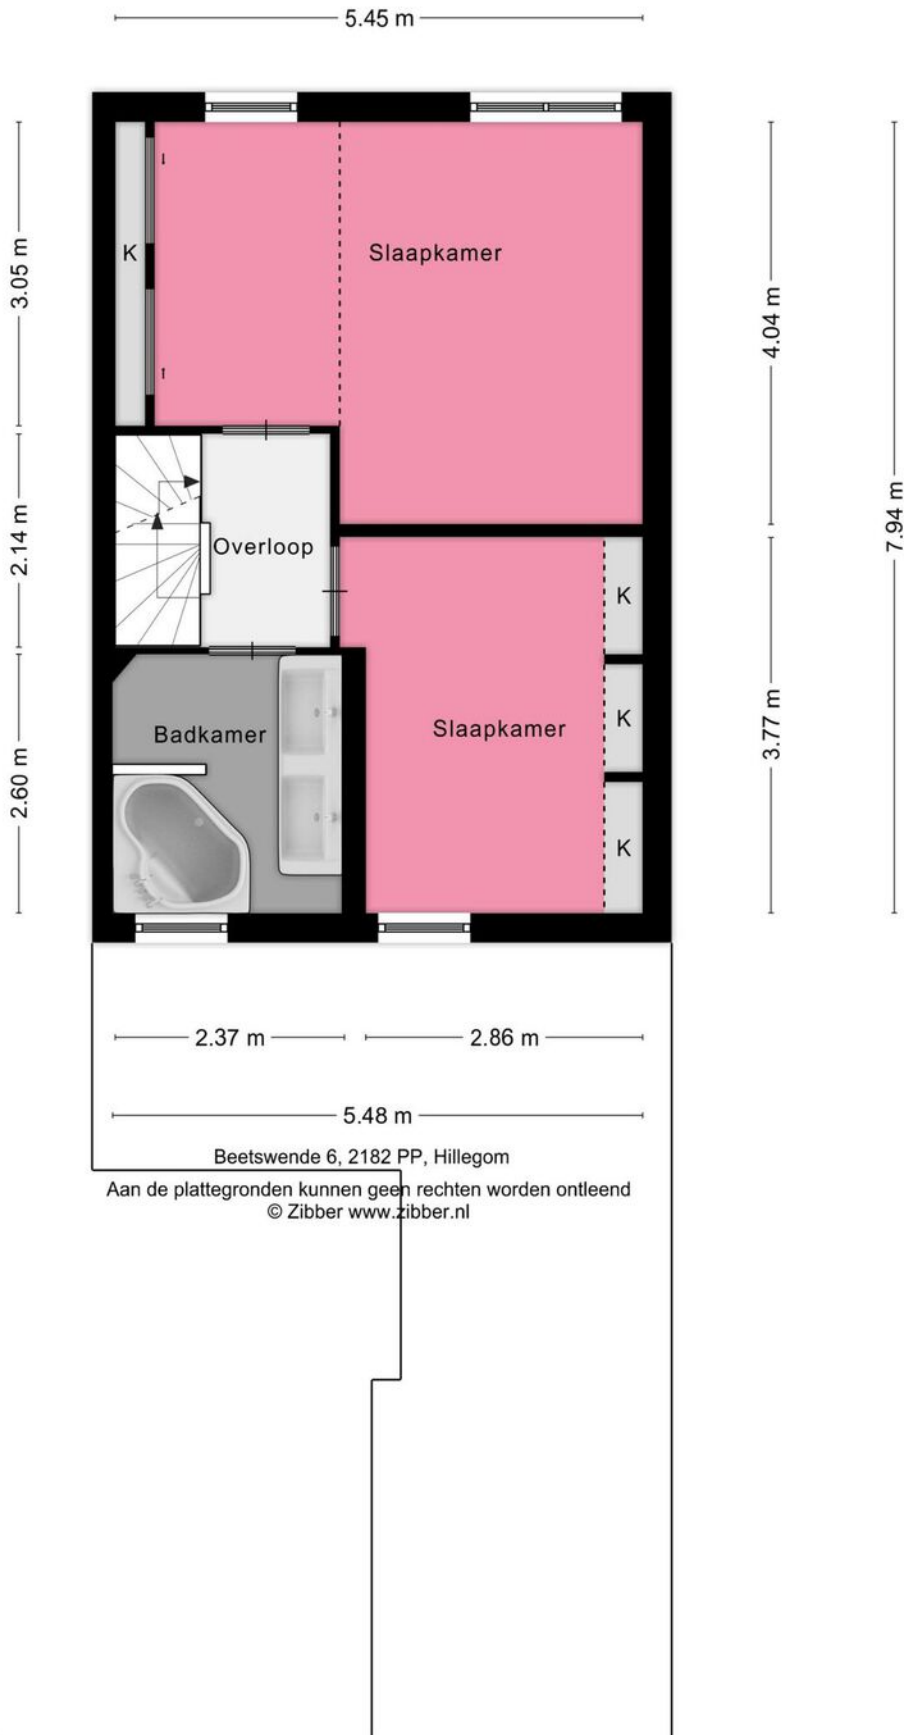 5.45 m
3.05 m
K
Slaapkamer
4.04 m
7.94 m
2.14 m
Overloop
K
K
K
2.60 m
Badkamer
Slaapkamer
3.77 m
2.37 m
2.86 m
5.48 m
Beetswende 6, 2182 PP, Hillegom
Aan de plattegronden kunnen geen rechten worden ontleend
© Zibber www.zibber.nl